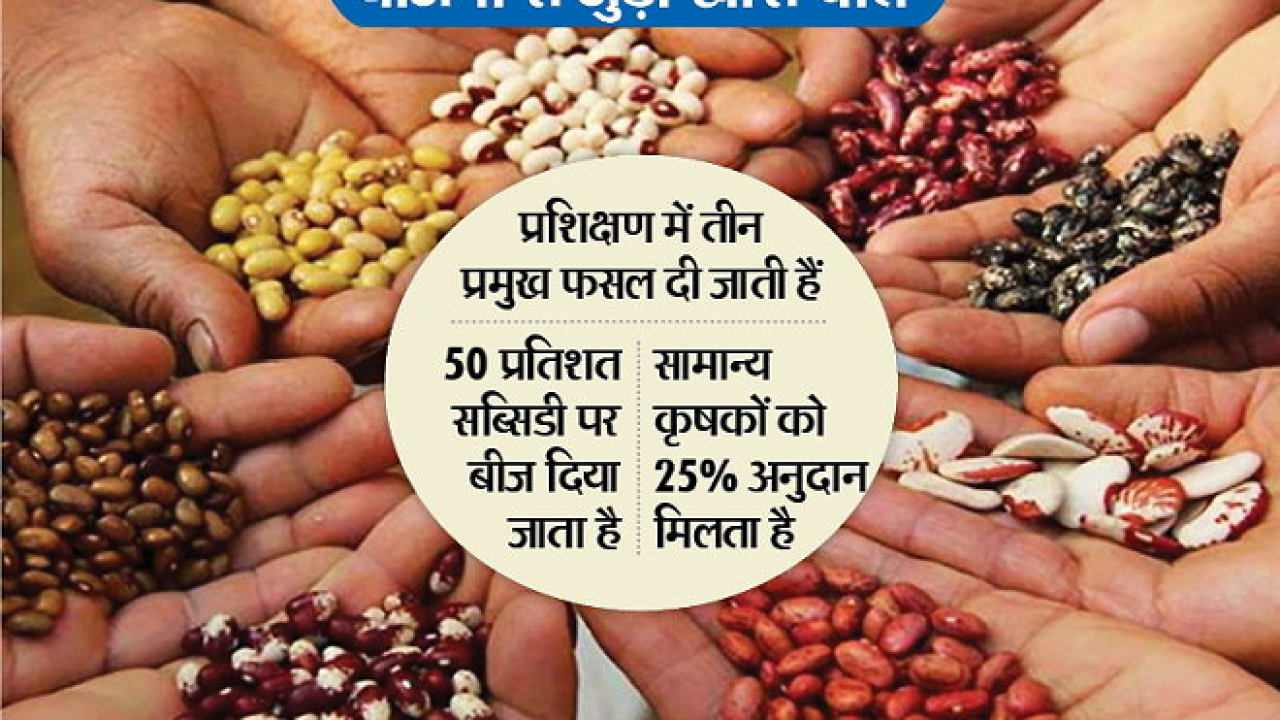 प्रशिक्षण में तीन
प्रमुख फसल दी जाती हैं
50 प्रतिशत
सब्सिडी पर
बीज दिया
जाता है
सामान्य
कृषकों को
25% अनुदान
मिलता है